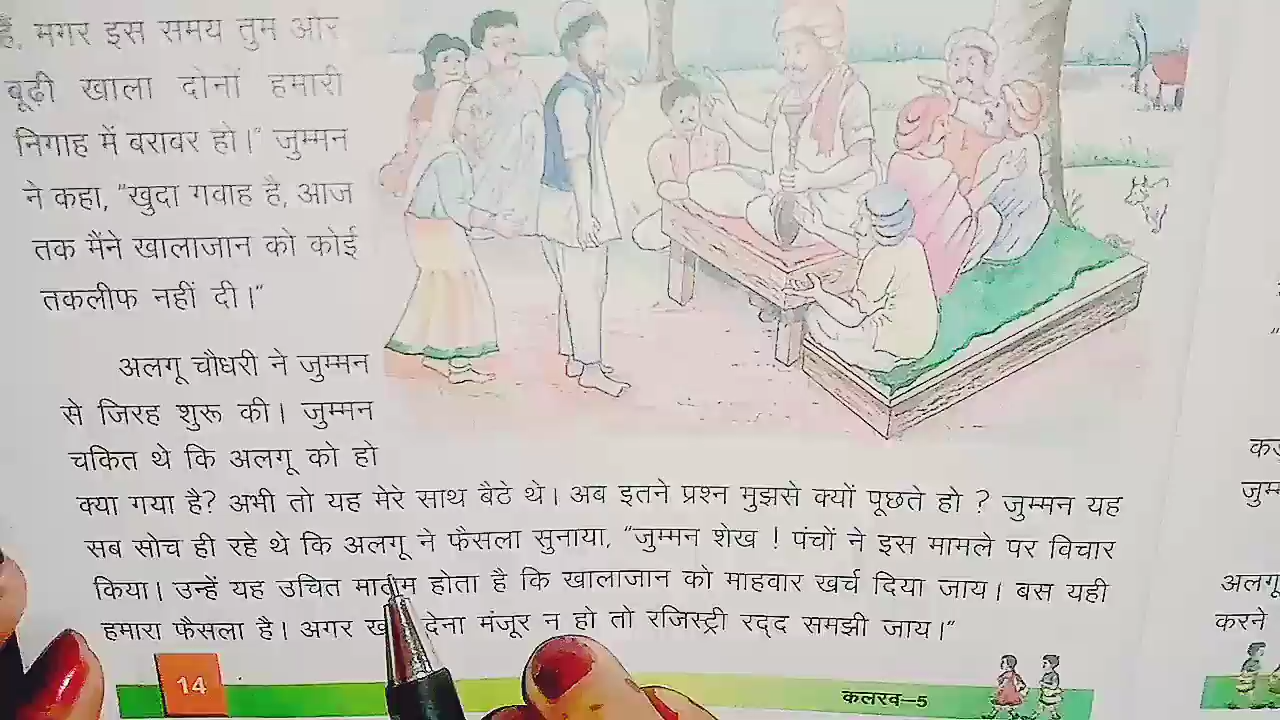 है, मगर इस समय तुम और
बूढ़ी खाला दोनों हमारी
निगाह में बराबर हो।" जुम्मन
ने कहा, "खुदा गवाह है, आज
तक मैंने खालाजान को कोई
तकलीफ नहीं दी।"
अलगू चौधरी ने जुम्मन
से जिरह शुरू की। जुम्मन
चकित थे कि अलगू को हो
क्या गया है? अभी तो यह मेरे साथ बैठे थे। अब इतने प्रश्न मुझसे क्यों पूछते हो ? जुम्मन यह
सब सोच ही रहे थे कि अलगू ने फैसला सुनाया, "जुम्मन शेख ! पंचों ने इस मामले पर विचार
किया। उन्हें यह उचित मालूम होता है कि खालाजान को माहवार खर्च दिया जाय। बस यही
हमारा फैसला है। अगर देना मंजूर न हो तो रजिस्ट्री रद्द समझी जाय।"
14
कलरव–5
अलगू
करने